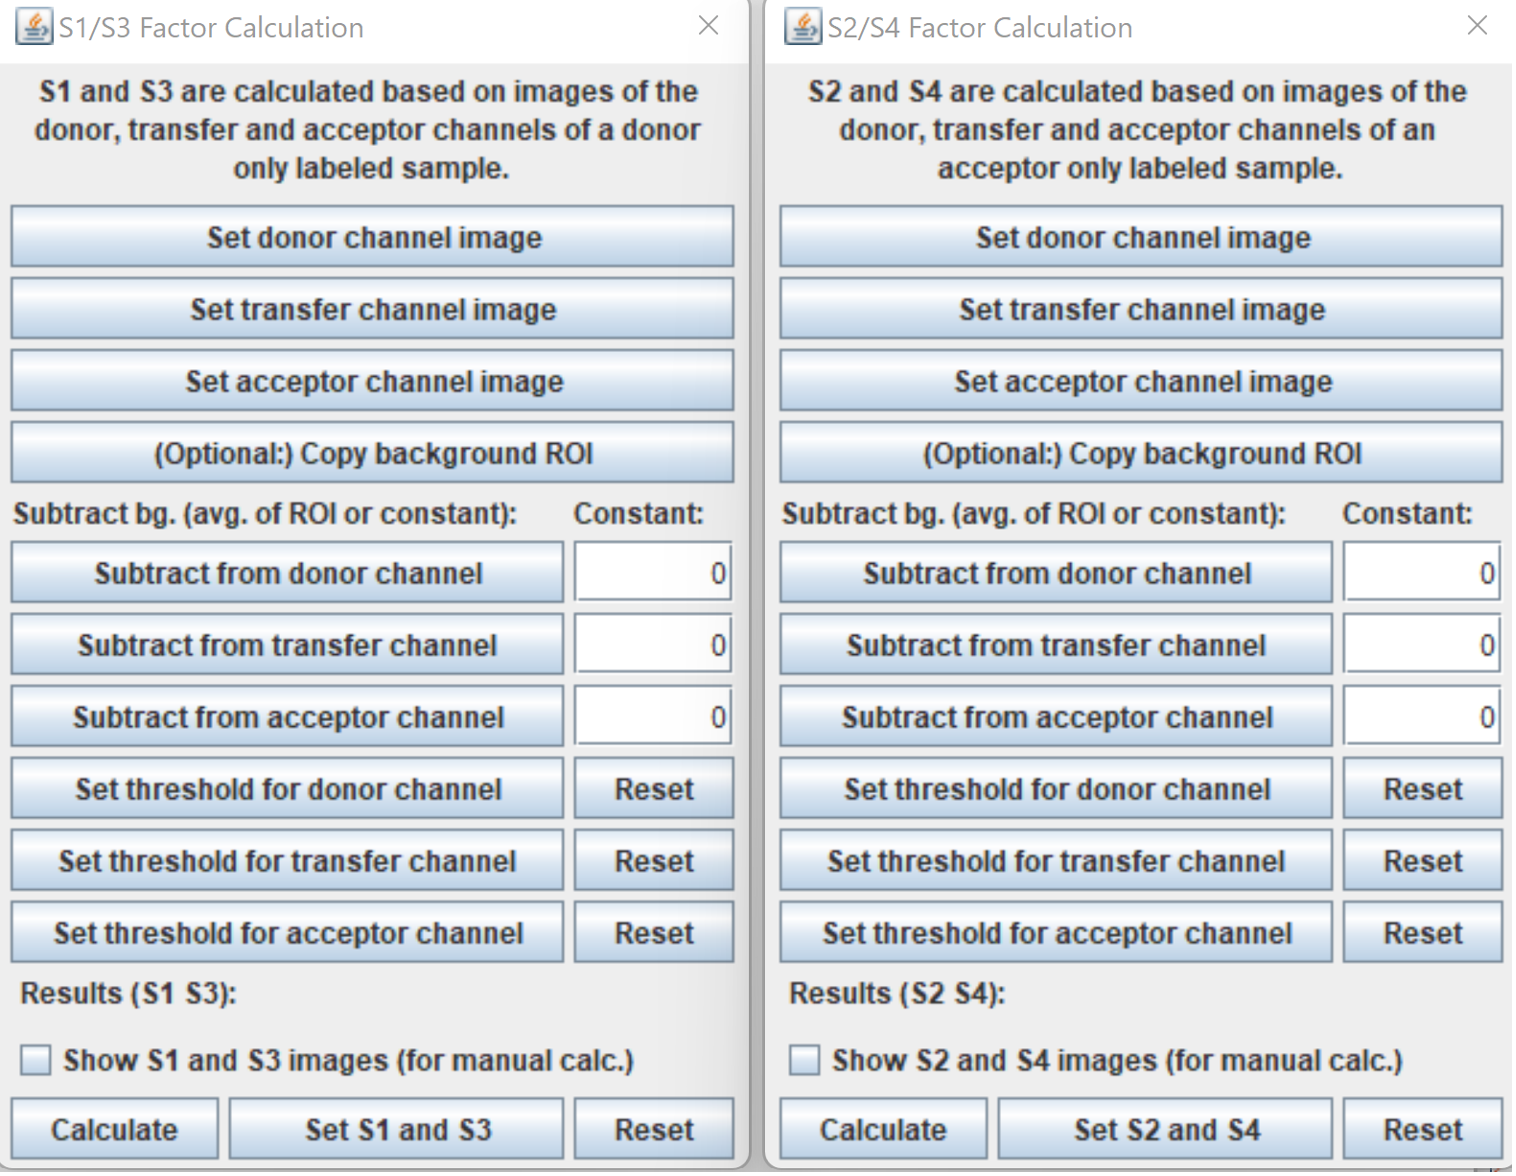 S1/S3 Factor Calculation
S1 and S3 are calculated based on images of the
donor, transfer and acceptor channels of a donor
only labeled sample.
Set donor channel image
Set transfer channel image
Set acceptor channel image
(Optional:) Copy background ROI
Subtract bg. (avg. of ROI or constant): Constant:
Subtract from donor channel 0
Subtract from transfer channel 0
Subtract from acceptor channel 0
Set threshold for donor channel Reset
Set threshold for transfer channel Reset
Set threshold for acceptor channel Reset
Results (S1 S3):
Show S1 and S3 images (for manual calc.)
Calculate Set S1 and S3 Reset
S2/S4 Factor Calculation
S2 and S4 are calculated based on images of the
donor, transfer and acceptor channels of an
acceptor only labeled sample.
Set donor channel image
Set transfer channel image
Set acceptor channel image
(Optional:) Copy background ROI
Subtract bg. (avg. of ROI or constant): Constant:
Subtract from donor channel 0
Subtract from transfer channel 0
Subtract from acceptor channel 0
Set threshold for donor channel Reset
Set threshold for transfer channel Reset
Set threshold for acceptor channel Reset
Results (S2 S4):
Show S2 and S4 images (for manual calc.)
Calculate Set S2 and S4 Reset